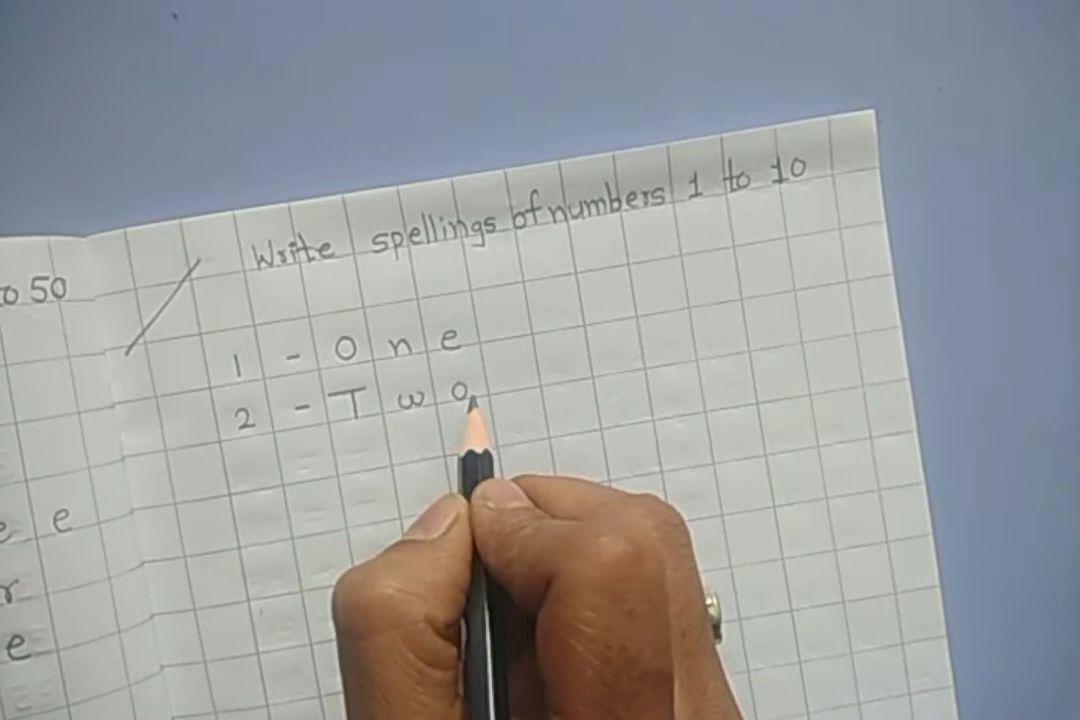 o 50
e e
r
e
Write spellings of numbers 1 to 10
1 - One
2 - Two